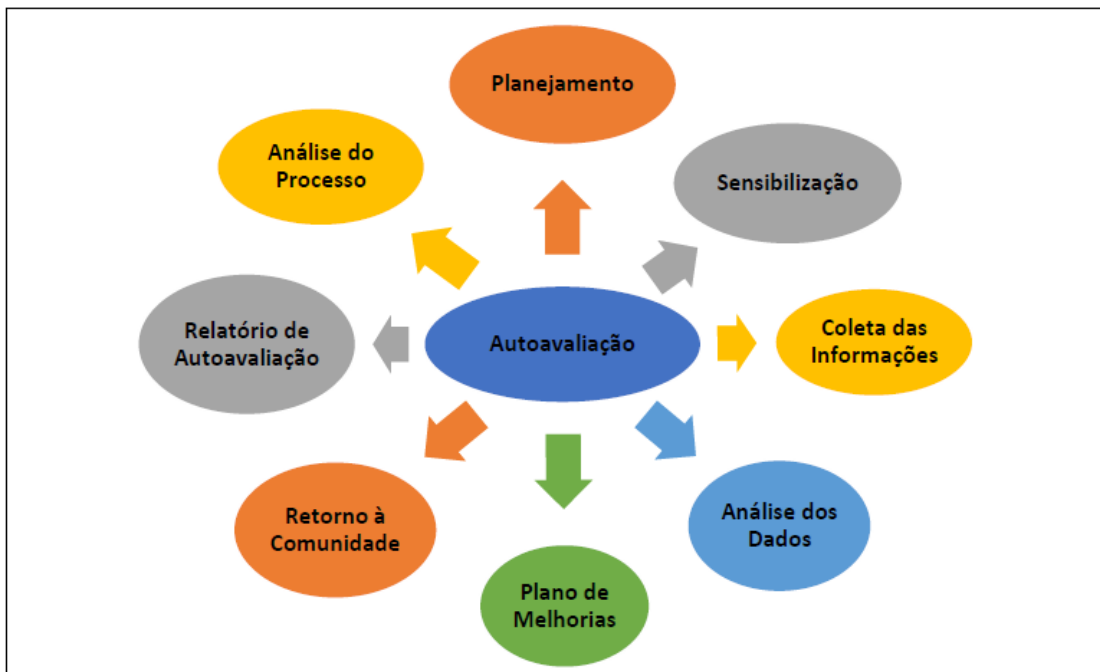 Planejamento
Análise do
Processo
Sensibilização
Relatório de
Autoavaliação
Autoavaliação
Coleta das
Informações
Retorno à
Comunidade
Análise dos
Dados
Plano de
Melhorias